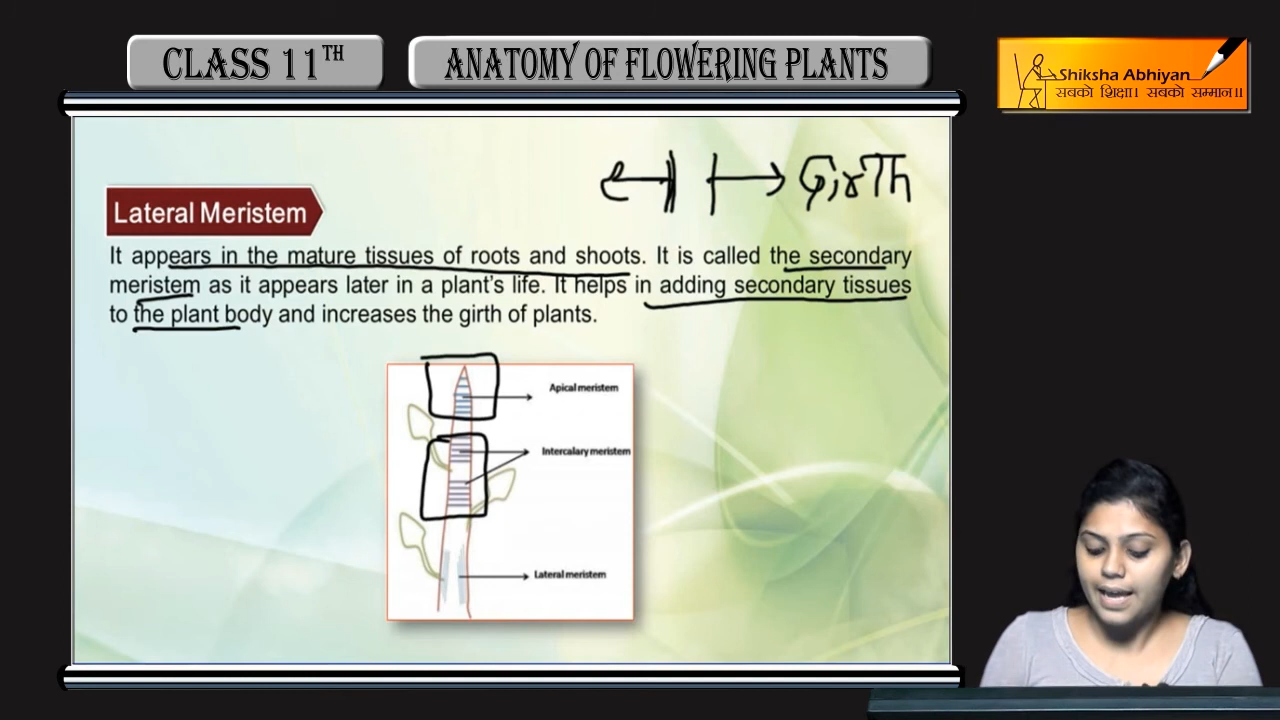 CLASS 11TH
ANATOMY OF FLOWERING PLANTS
Shiksha Abhiyan
सबको शिक्षा। सबको सम्मान॥
Girth
Lateral Meristem
It appears in the mature tissues of roots and shoots. It is called the secondary
meristem as it appears later in a plant's life. It helps in adding secondary tissues
to the plant body and increases the girth of plants.
Apical meristem
Intercalary meristem
Lateral meristem